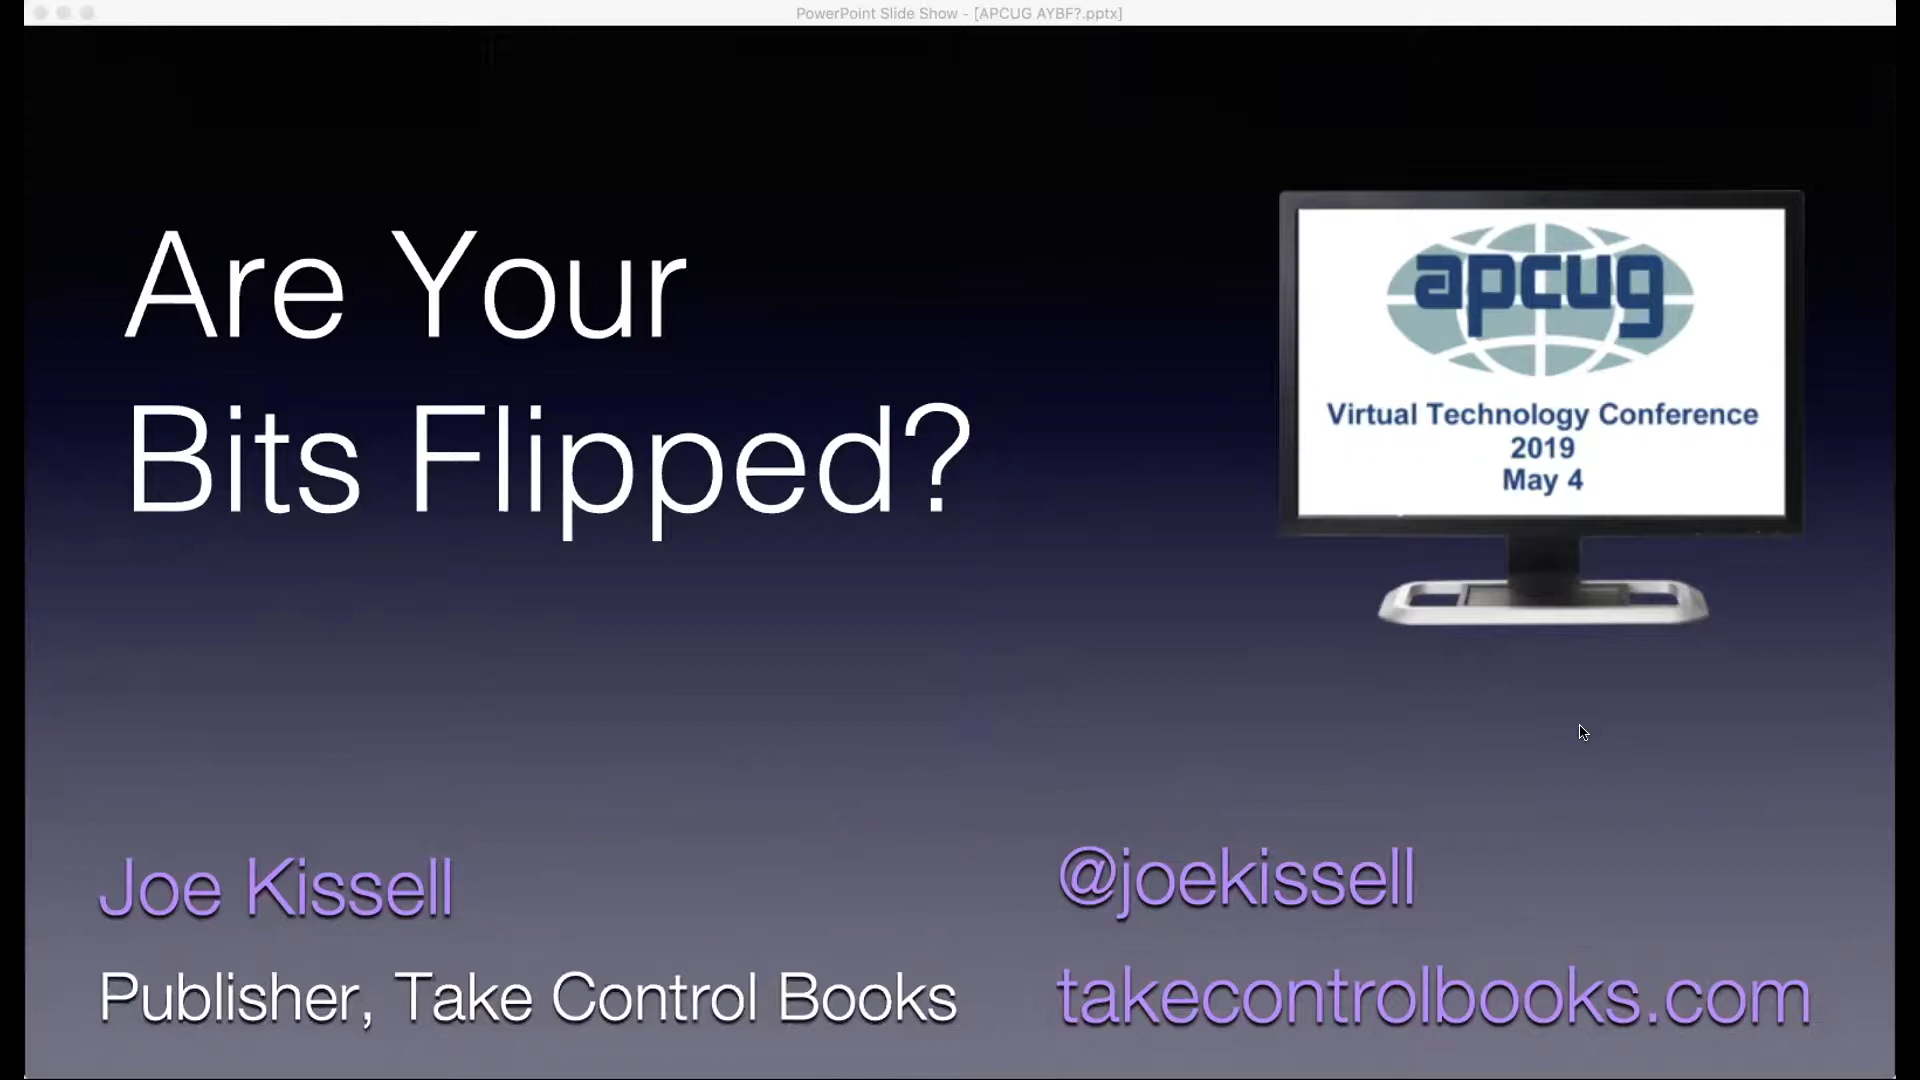 PowerPoint Slide Show - [APCUG AYBF?.pptx]
Are Your
Bits Flipped?
apcug
Virtual Technology Conference
2019
May 4
Joe Kissell
Publisher, Take Control Books
@joekissell
takecontrolbooks.com